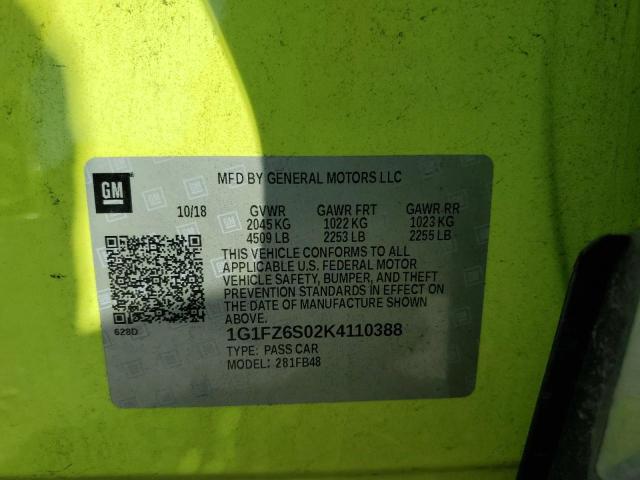 GM
MFD BY GENERAL MOTORS LLC
10/18 GVWR GAWR FRT GAWR RR
2045 KG 1022 KG 1023 KG
4509 LB 2253 LB 2255 LB
THIS VEHICLE CONFORMS TO ALL
APPLICABLE U.S. FEDERAL MOTOR
VEHICLE SAFETY, BUMPER, AND THEFT
PREVENTION STANDARDS IN EFFECT ON
THE DATE OF MANUFACTURE SHOWN
ABOVE.
628D
1G1FZ6S02K4110388
TYPE: PASS CAR
MODEL: 281FB48